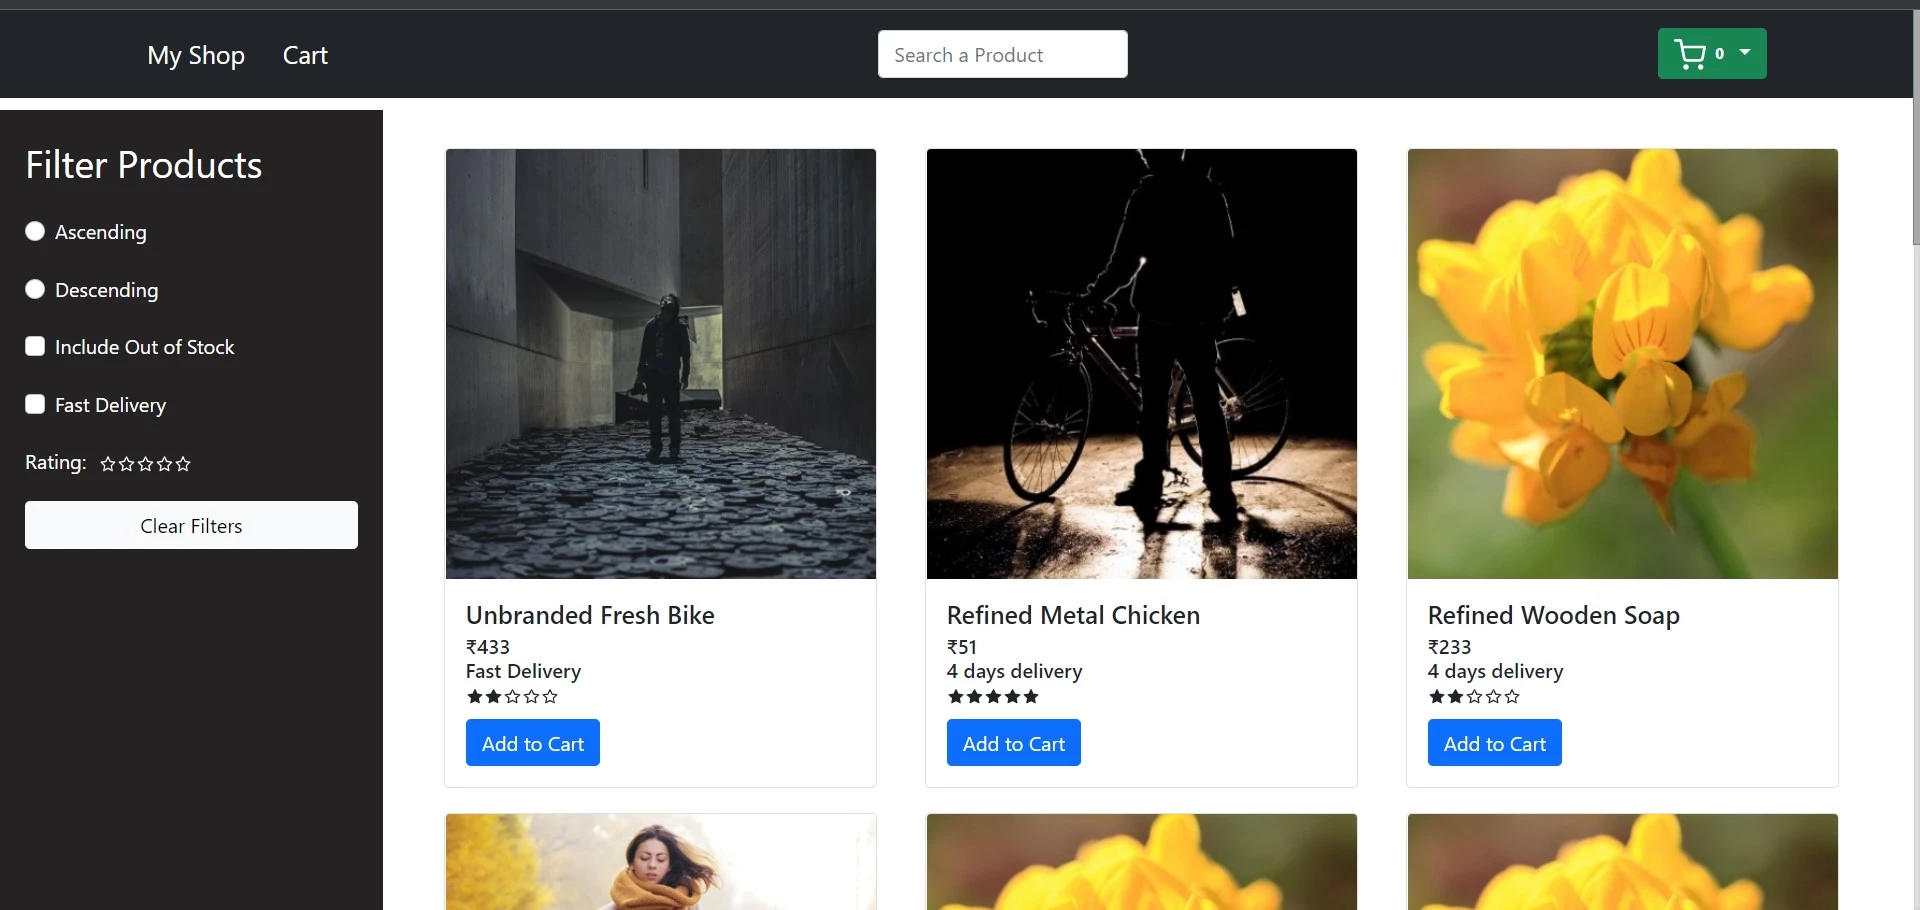 My Shop Cart
Search a Product
0
Filter Products
Ascending
Descending
Include Out of Stock
Fast Delivery
Rating:
Clear Filters
Unbranded Fresh Bike
₹433
Fast Delivery
Add to Cart
Refined Metal Chicken
₹51
4 days delivery
Add to Cart
Refined Wooden Soap
₹233
4 days delivery
Add to Cart